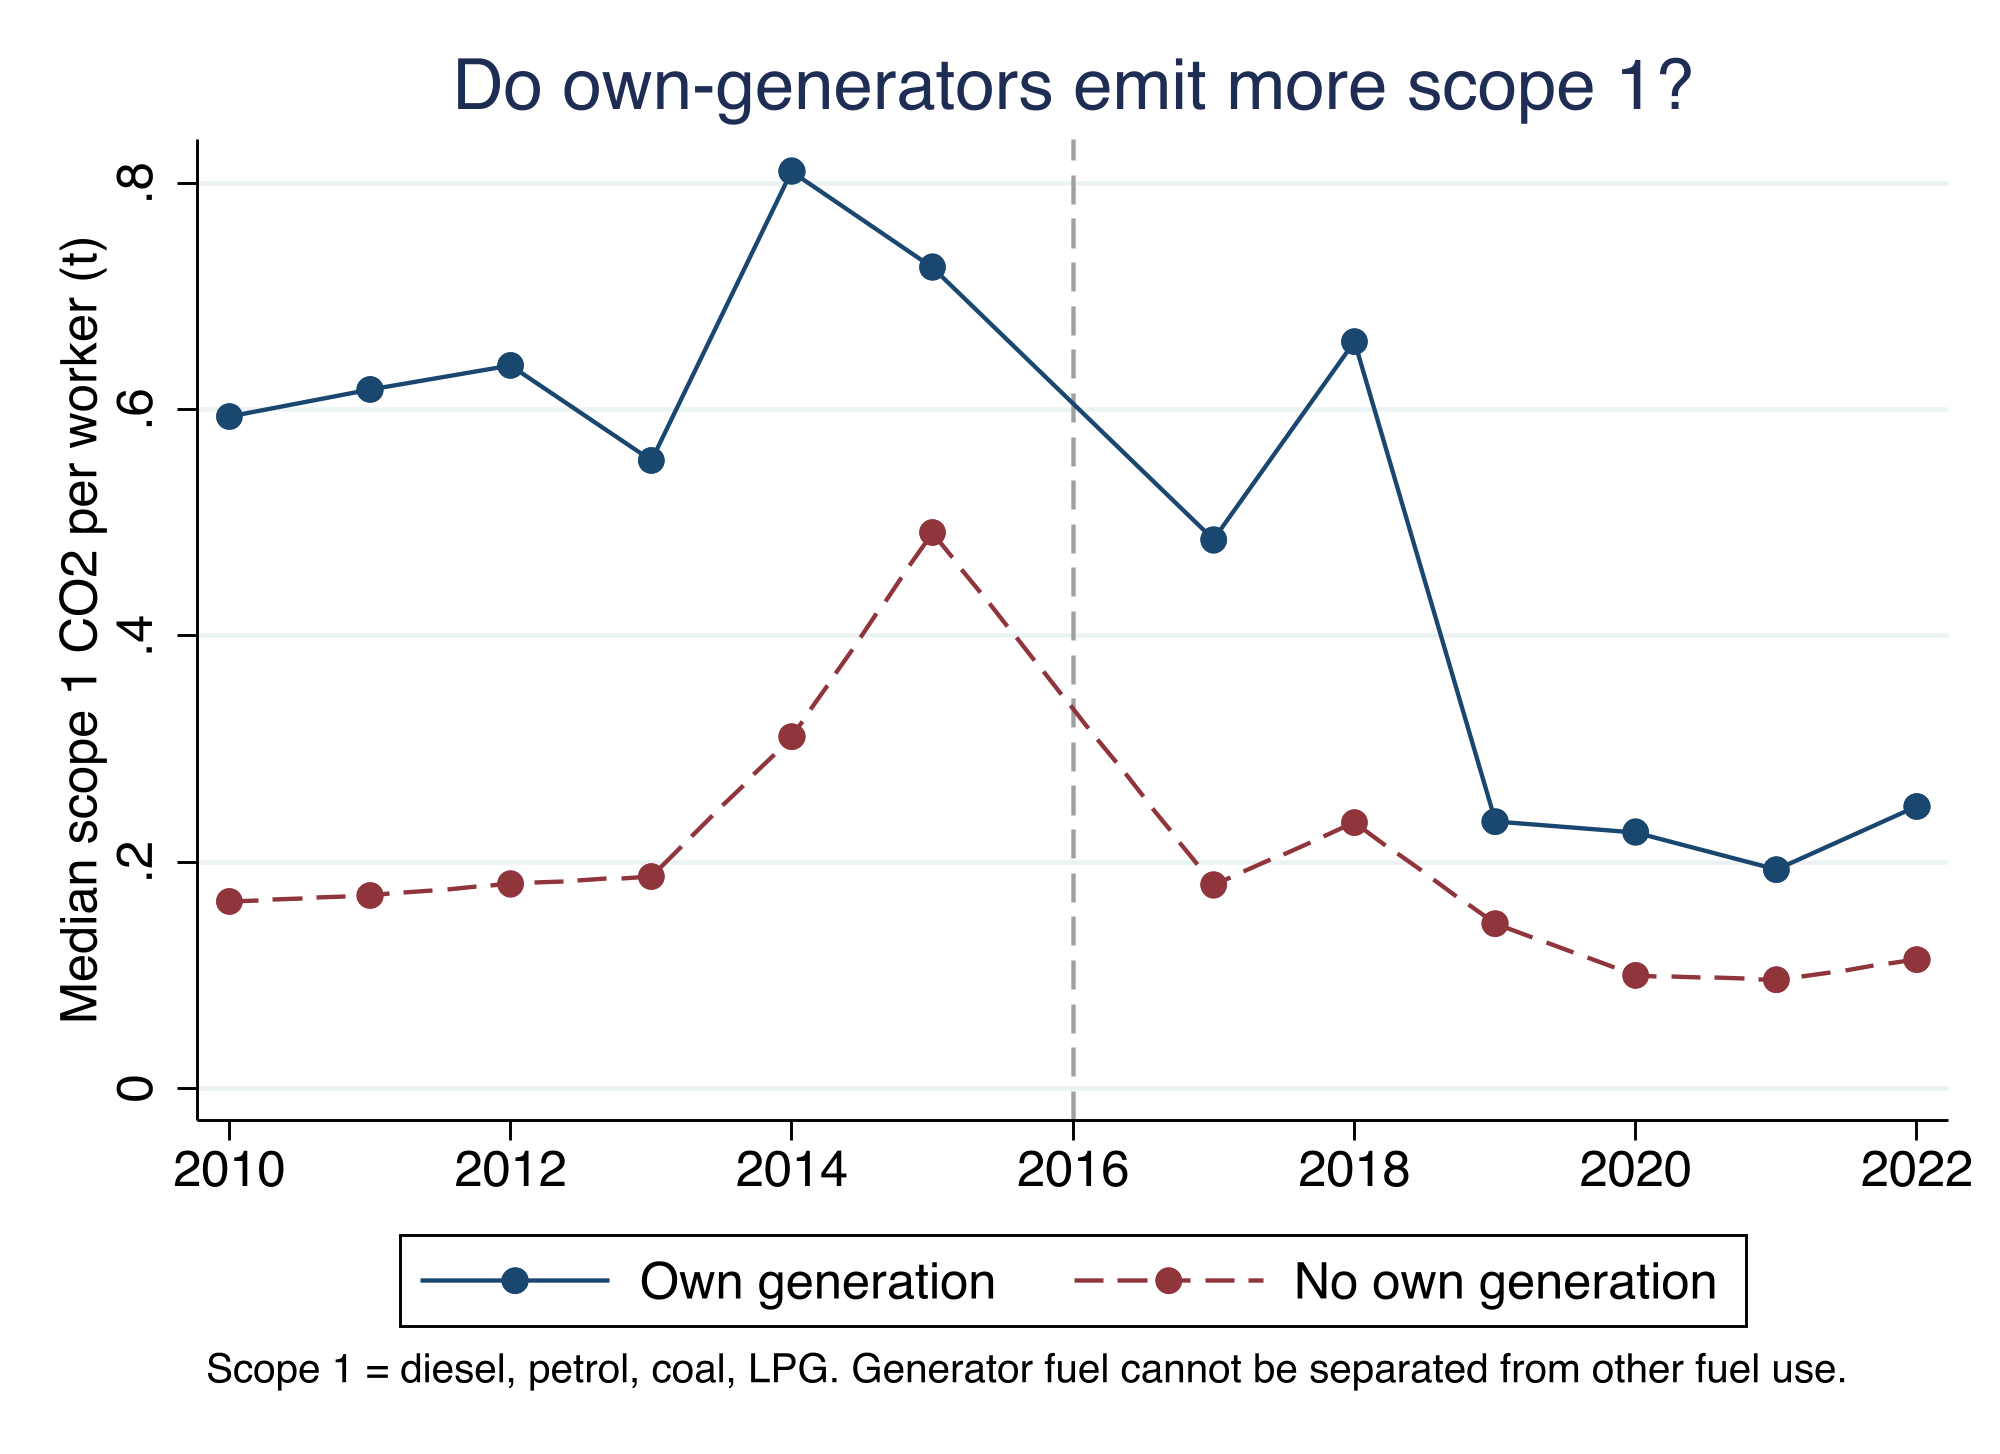 Do own-generators emit more scope 1?
Median scope 1 CO2 per worker (t)
.8
.6
.4
.2
0
2010 2012 2014 2016 2018 2020 2022
Own generation No own generation
Scope 1 = diesel, petrol, coal, LPG. Generator fuel cannot be separated from other fuel use.